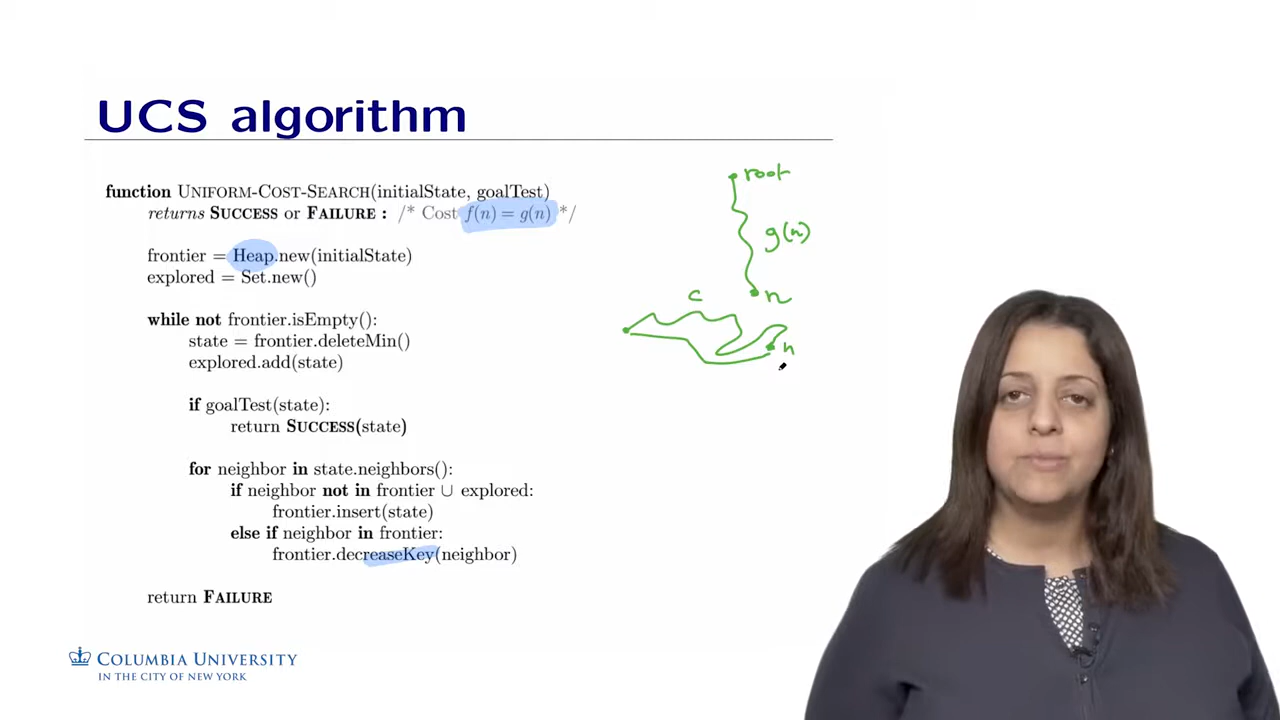 UCS algorithm
function UNIFORM-COST-SEARCH(initialState, goalTest)
returns SUCCESS or FAILURE : /* Cost f(n) = g(n) */
frontier = Heap.new(initialState)
explored = Set.new()
while not frontier.isEmpty():
state = frontier.deleteMin()
explored.add(state)
if goalTest(state):
return SUCCESS(state)
for neighbor in state.neighbors():
if neighbor not in frontier ∪ explored:
frontier.insert(state)
else if neighbor in frontier:
frontier.decreaseKey(neighbor)
return FAILURE
root
g(n)
n
c
n
COLUMBIA UNIVERSITY
IN THE CITY OF NEW YORK